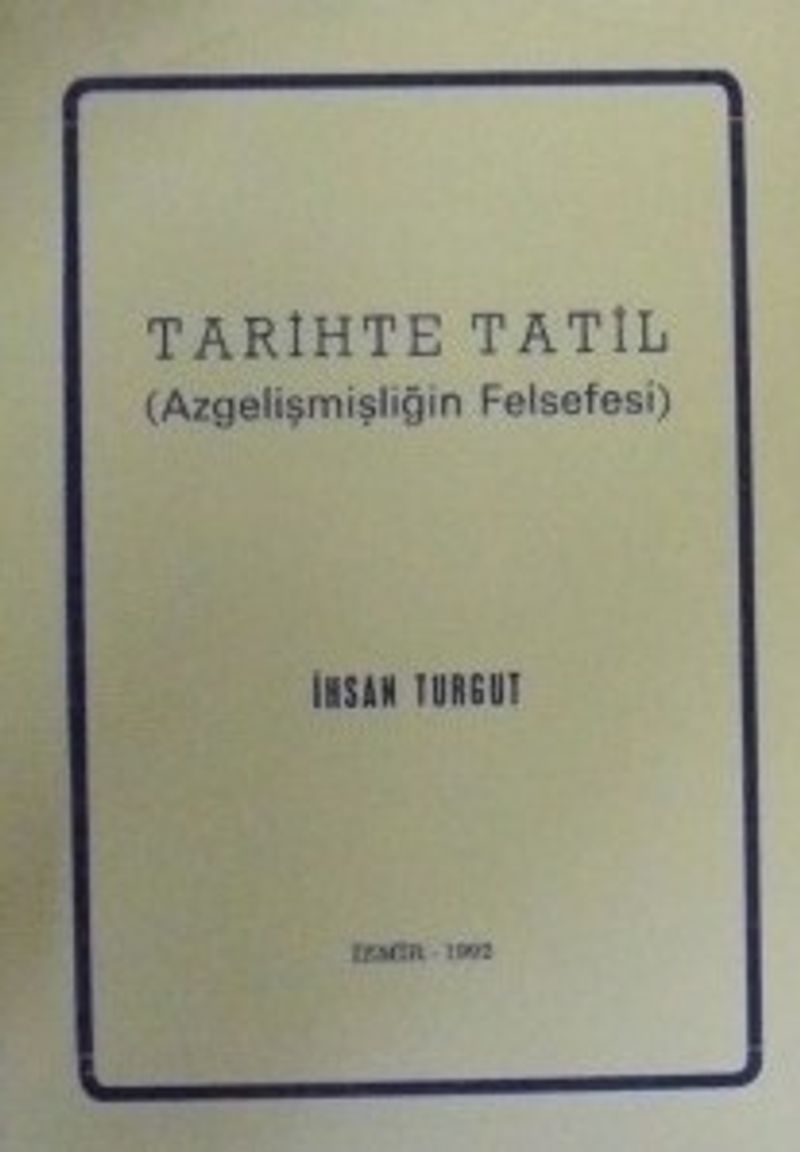 TARİHTE TATİL
(Azgelişmişliğin Felsefesi)
İHSAN TURGUT
İZMİR - 1992